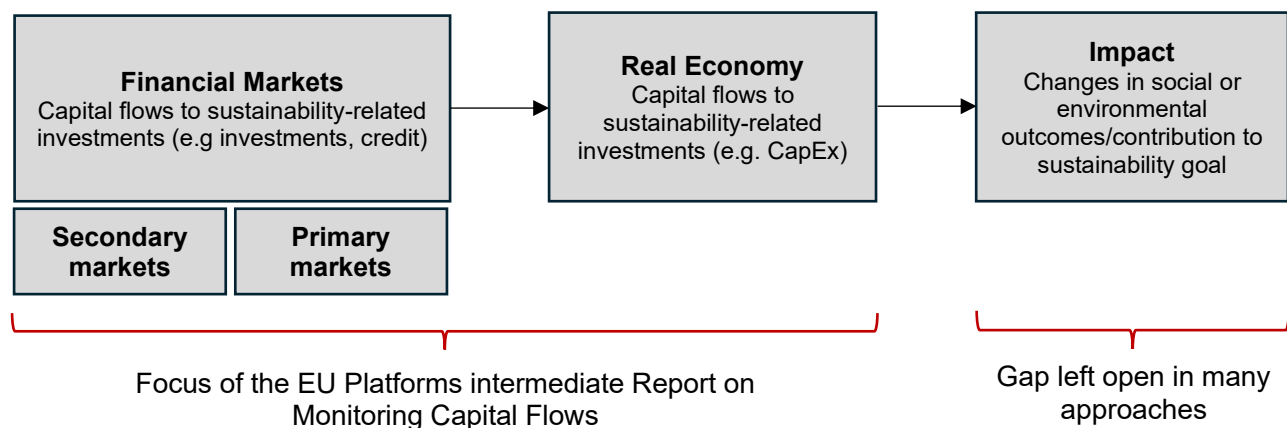 Financial Markets
Capital flows to sustainability-related
investments (e.g investments, credit)
Secondary
markets
Primary
markets
Real Economy
Capital flows to
sustainability-related
investments (e.g. CapEx)
Impact
Changes in social or
environmental
outcomes/contribution to
sustainability goal
Focus of the EU Platforms intermediate Report on
Monitoring Capital Flows
Gap left open in many
approaches